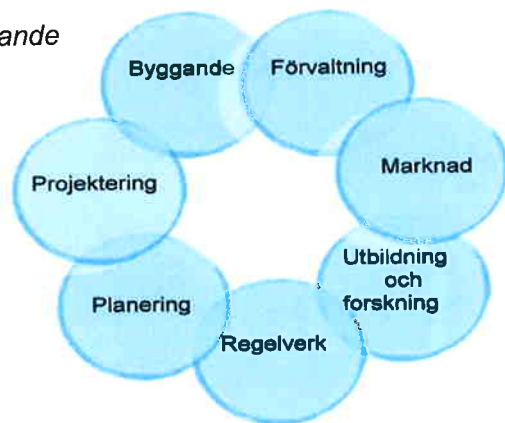 ande
Byggande
Förvaltning
Marknad
Utbildning
och
forskning
Regelverk
Planering
Projektering